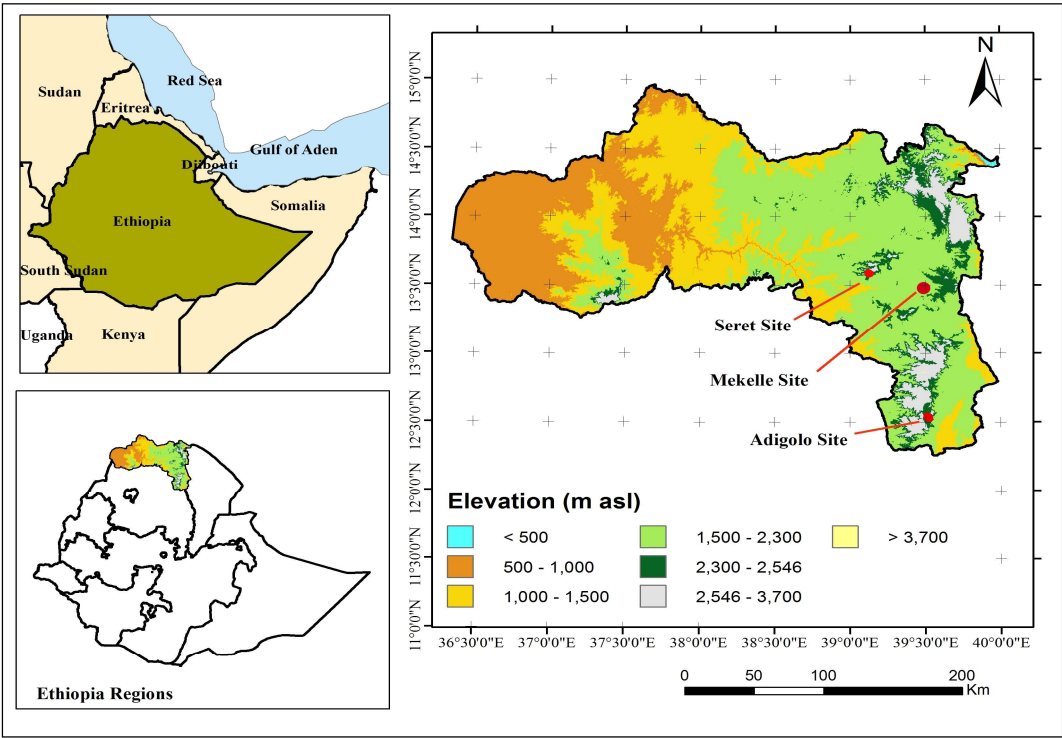 Red Sea
Sudan
Eritrea
Gulf of Aden
Djibouti
Somalia
Ethiopia
South Sudan
Uganda
Kenya
Ethiopia Regions
N
15°0'0"N
14°30'0"N
14°0'0"N
13°30'0"N
13°0'0"N
12°30'0"N
12°0'0"N
11°30'0"N
11°0'0"N
Seret Site
Mekelle Site
Adigolo Site
Elevation (m asl)
< 500
500 - 1,000
1,000 - 1,500
1,500 - 2,300
2,300 - 2,546
2,546 - 3,700
> 3,700
36°30'0"E 37°0'0"E 37°30'0"E 38°0'0"E 38°30'0"E 39°0'0"E 39°30'0"E 40°0'0"E
0 50 100 200
Km